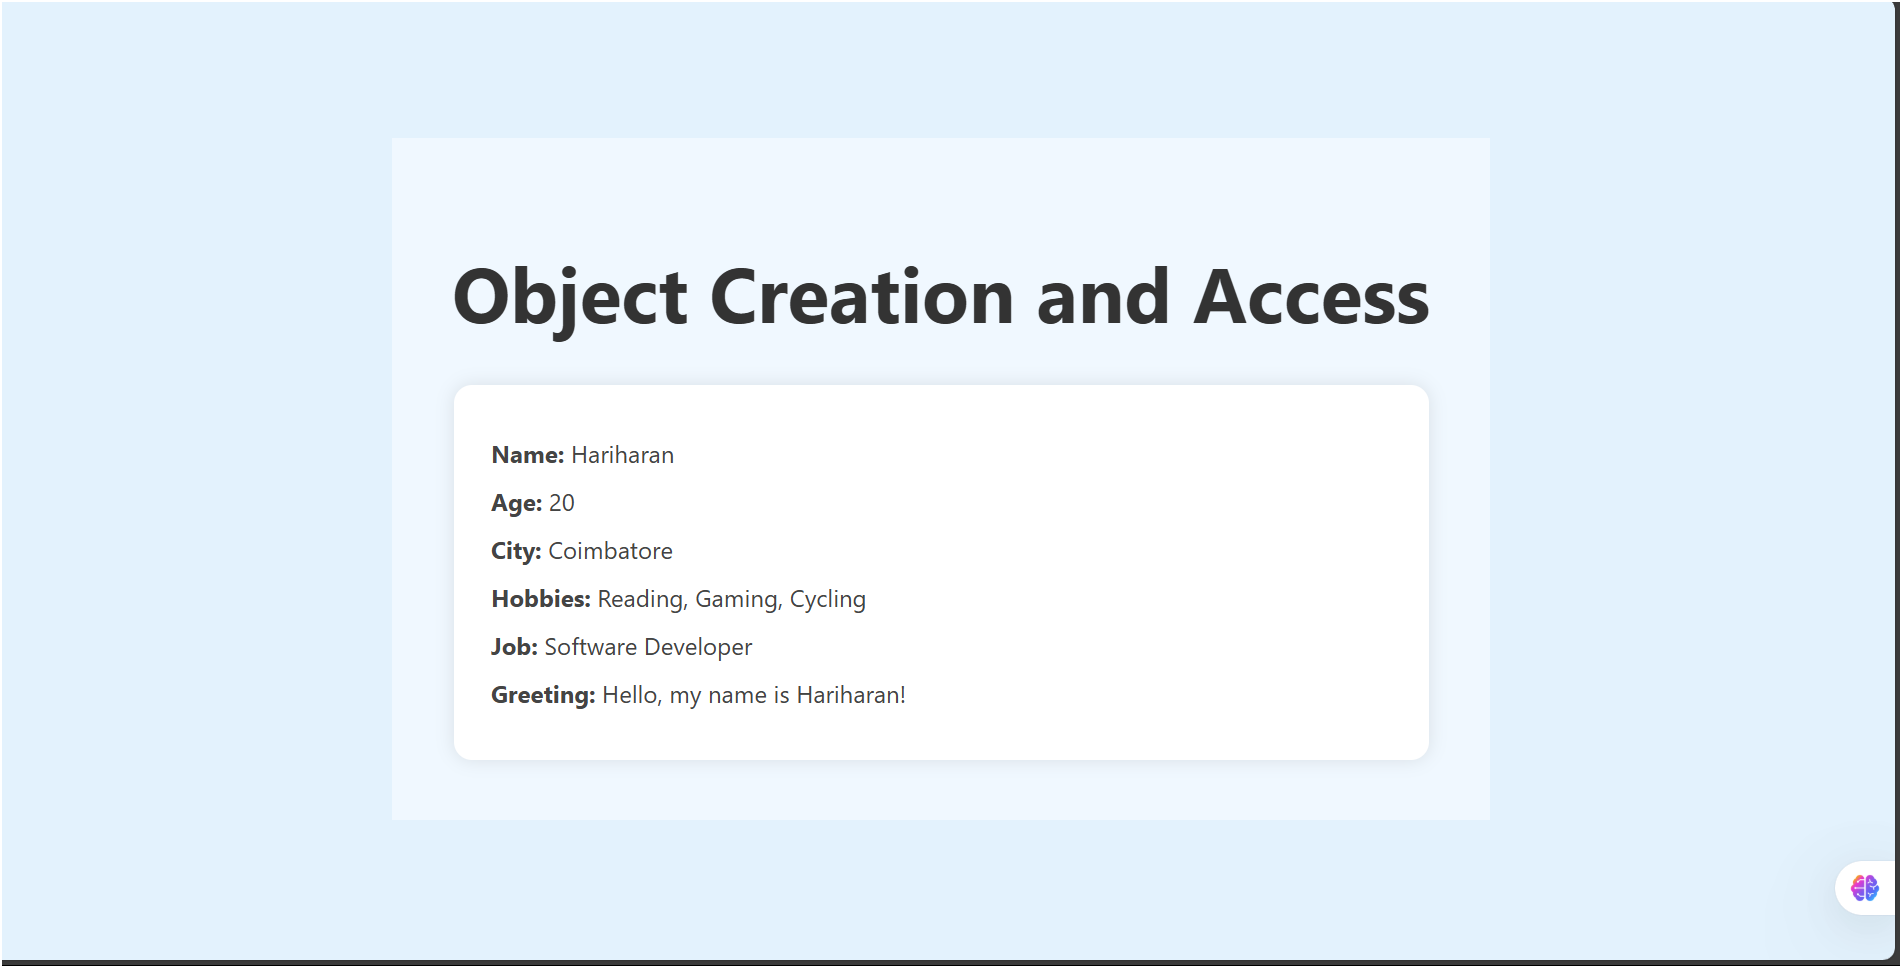 Object Creation and Access
Name: Hariharan
Age: 20
City: Coimbatore
Hobbies: Reading, Gaming, Cycling
Job: Software Developer
Greeting: Hello, my name is Hariharan!